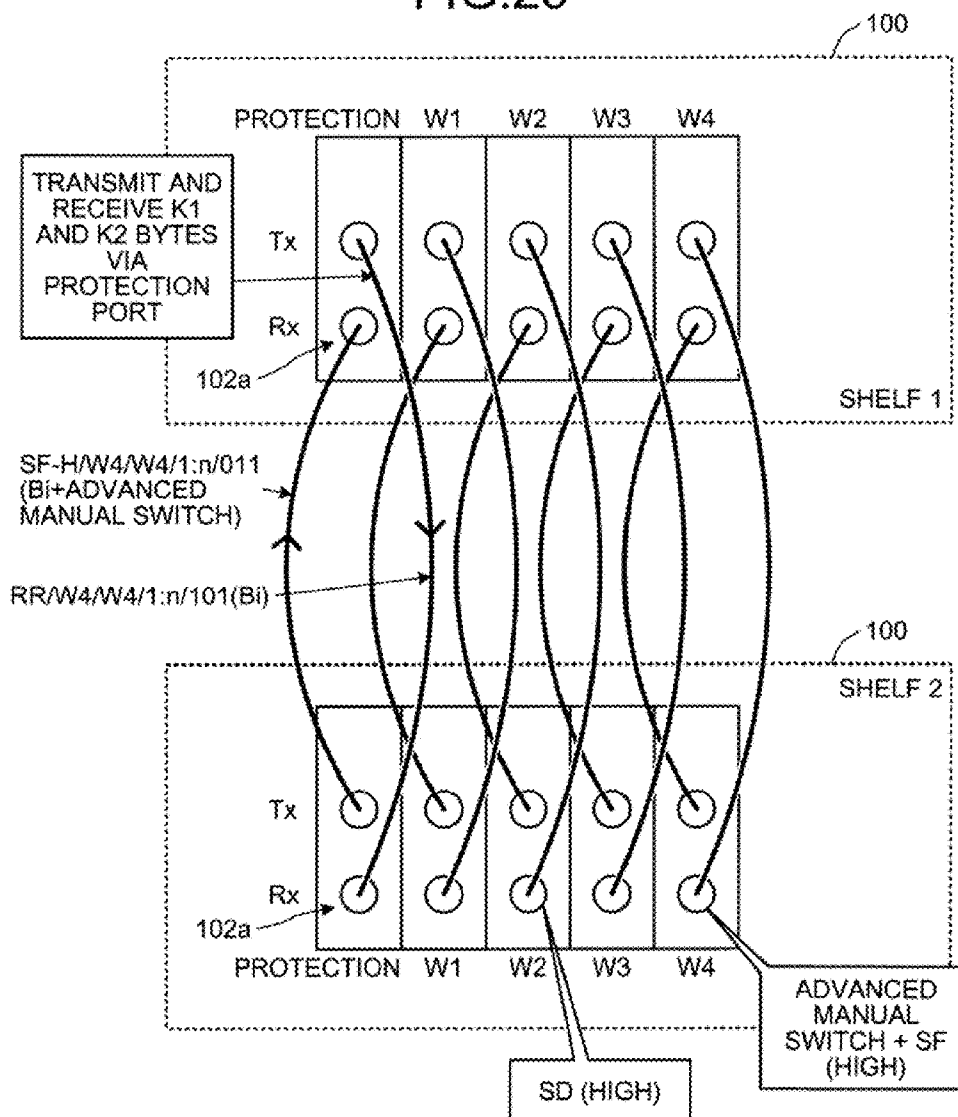 100
PROTECTION W1 W2 W3 W4
TRANSMIT AND
RECEIVE K1
AND K2 BYTES
VIA
PROTECTION
PORT
Tx
Rx
102a
SHELF 1
SF-H/W4/W4/1:n/011
(Bi+ADVANCED
MANUAL SWITCH)
RR/W4/W4/1:n/101(Bi)
100
SHELF 2
Tx
Rx
102a
PROTECTION W1 W2 W3 W4
ADVANCED
MANUAL
SWITCH + SF
(HIGH)
SD (HIGH)